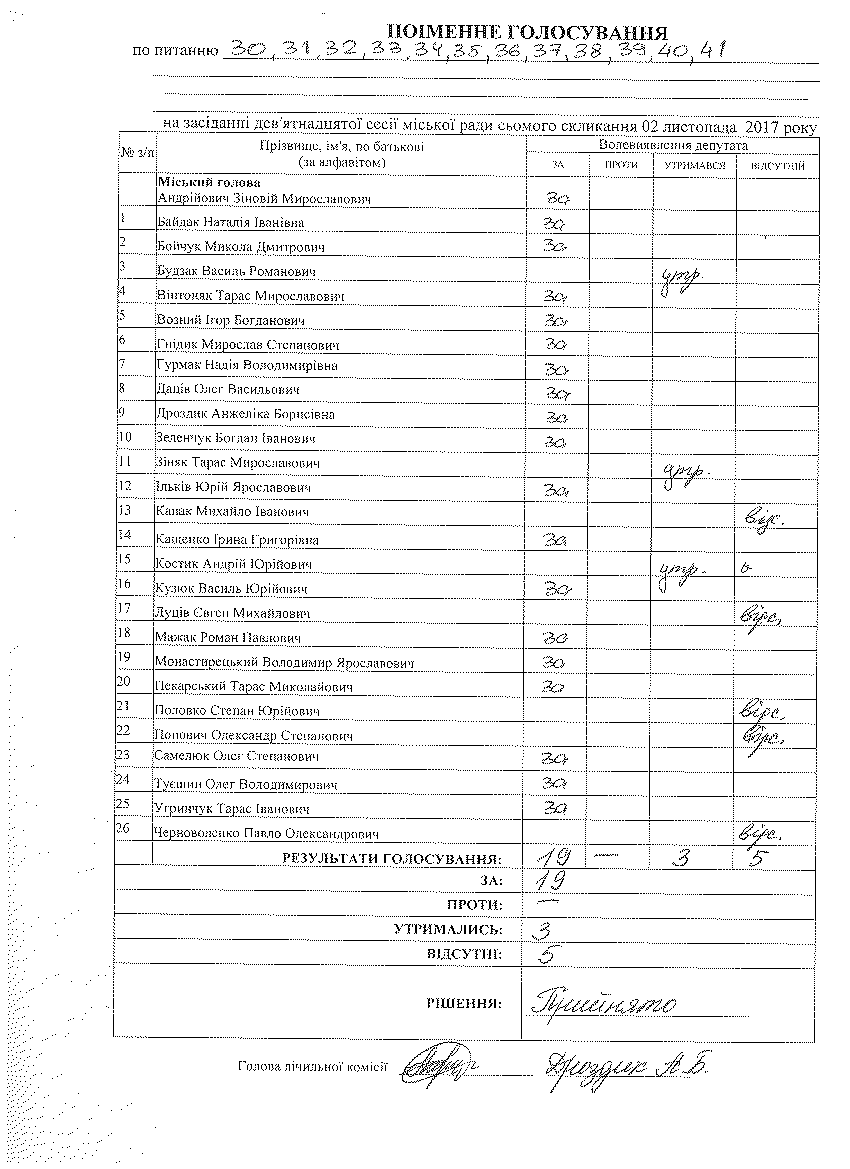 ПОІМЕННЕ ГОЛОСУВАННЯ
по питанню 30, 31, 32, 33, 34, 35, 36, 37, 38, 39, 40, 41
на засіданні дев'ятнадцятої сесії міської ради сьомого скликання 02 листопада 2017 року
№ з/п Прізвище, ім'я, по батькові (за алфавітом) Волевиявлення депутата
ЗА ПРОТИ УТРИМАВСЯ ВІДСУТНІЙ
Міський голова
Андрійович Зіновій Мирославович за
1 Байдак Наталія Іванівна за
2 Бойчук Микола Дмитрович за
3 Будзак Василь Романович утр.
4 Вінтоняк Тарас Мирославович за
5 Возний Ігор Богданович за
6 Гнідик Мирослав Степанович за
7 Гурмак Надія Володимирівна за
8 Даців Олег Васильович за
9 Дроздик Анжеліка Борисівна за
10 Зеленчук Богдан Іванович за
11 Зіняк Тарас Мирославович утр.
12 Ільків Юрій Ярославович за
13 Капак Михайло Іванович відс.
14 Кащенко Ірина Григорівна за
15 Костик Андрій Юрійович утр.
16 Кузюк Василь Юрійович за
17 Луців Євген Михайлович відс.
18 Мажак Роман Павлович за
19 Монастирецький Володимир Ярославович за
20 Пекарський Тарас Миколайович за
21 Половко Степан Юрійович відс.
22 Попович Олександр Степанович відс.
23 Самелюк Олег Степанович за
24 Туєшин Олег Володимирович за
25 Угринчук Тарас Іванович за
26 Черноволенко Павло Олександрович відс.
РЕЗУЛЬТАТИ ГОЛОСУВАННЯ: 19 — 3 5
ЗА: 19
ПРОТИ: —
УТРИМАЛИСЬ: 3
ВІДСУТНІ: 5
РІШЕННЯ: Прийнято
Голова лічильної комісії Дроздик А. Б.